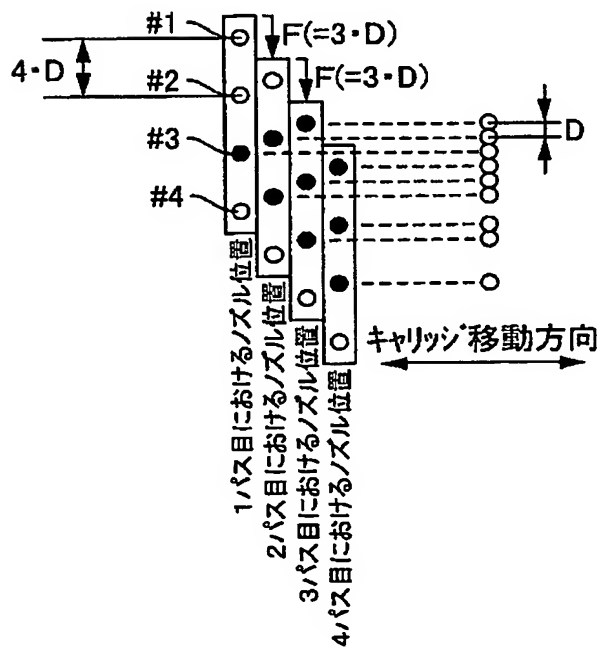 #1
F(=3·D)
4·D
#2
F(=3·D)
D
#3
#4
キャリッジ移動方向
1パス目におけるノズル位置
2パス目におけるノズル位置
3パス目におけるノズル位置
4パス目におけるノズル位置